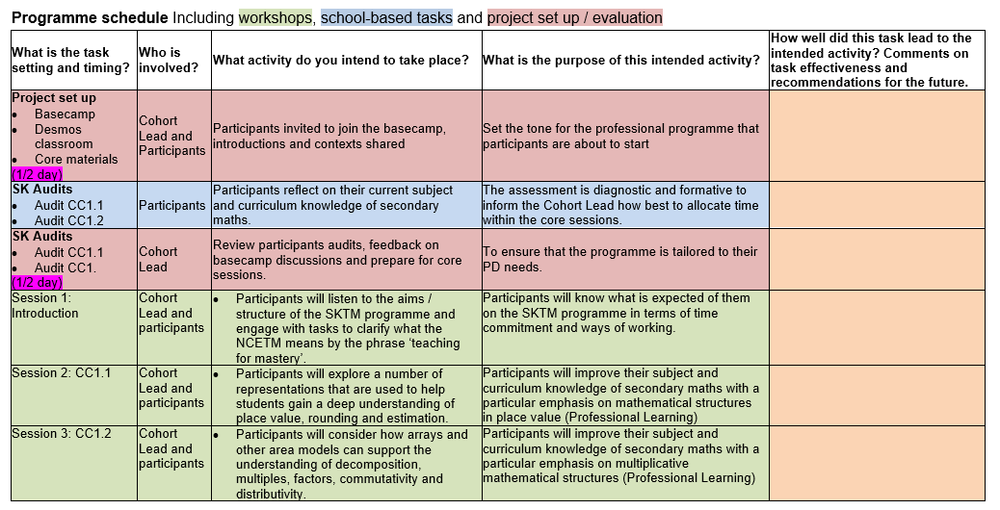 Programme schedule Including workshops, school-based tasks and project set up / evaluation
What is the task
setting and timing?
Who is
involved?
What activity do you intend to take place?
What is the purpose of this intended activity?
How well did this task lead to the
intended activity? Comments on
task effectiveness and
recommendations for the future.
Project set up
• Basecamp
• Desmos
classroom
• Core materials
(1/2 day)
Cohort
Lead and
Participants
Participants invited to join the basecamp,
introductions and contexts shared
Set the tone for the professional programme that
participants are about to start
SK Audits
• Audit CC1.1
• Audit CC1.2
Participants
Participants reflect on their current subject
and curriculum knowledge of secondary
maths.
The assessment is diagnostic and formative to
inform the Cohort Lead how best to allocate time
within the core sessions.
SK Audits
• Audit CC1.1
• Audit CC1.
(1/2 day)
Cohort
Lead
Review participants audits, feedback on
basecamp discussions and prepare for core
sessions.
To ensure that the programme is tailored to their
PD needs.
Session 1:
Introduction
Cohort
Lead and
participants
• Participants will listen to the aims /
structure of the SKTM programme and
engage with tasks to clarify what the
NCETM means by the phrase ‘teaching
for mastery’.
Participants will know what is expected of them
on the SKTM programme in terms of time
commitment and ways of working.
Session 2: CC1.1
Cohort
Lead and
participants
• Participants will explore a number of
representations that are used to help
students gain a deep understanding of
place value, rounding and estimation.
Participants will improve their subject and
curriculum knowledge of secondary maths with a
particular emphasis on mathematical structures
in place value (Professional Learning)
Session 3: CC1.2
Cohort
Lead and
participants
• Participants will consider how arrays and
other area models can support the
understanding of decomposition,
multiples, factors, commutativity and
distributivity.
Participants will improve their subject and
curriculum knowledge of secondary maths with a
particular emphasis on multiplicative
mathematical structures (Professional Learning)